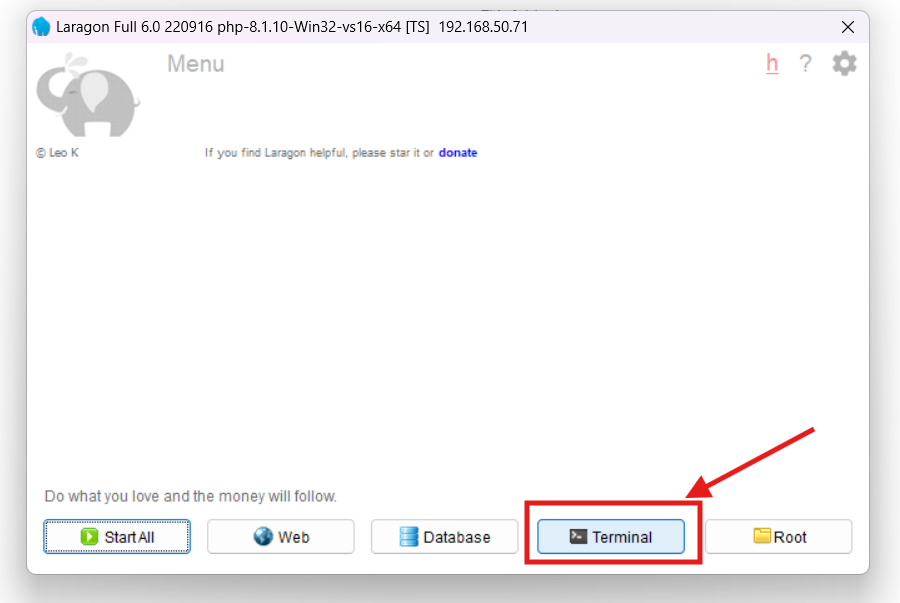 Laragon Full 6.0 220916 php-8.1.10-Win32-vs16-x64 [TS] 192.168.50.71
Menu
h ?
© Leo K
If you find Laragon helpful, please star it or donate
Do what you love and the money will follow.
Start All
Web
Database
Terminal
Root